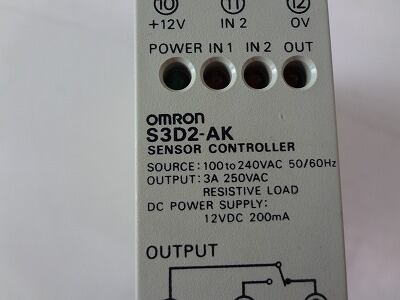 ⑩ ⑪ ⑫
+12V IN 2 0V
POWER IN 1 IN 2 OUT
OMRON
S3D2-AK
SENSOR CONTROLLER
SOURCE: 100 to 240VAC 50/60Hz
OUTPUT: 3A 250VAC
RESISTIVE LOAD
DC POWER SUPPLY:
12VDC 200mA
OUTPUT